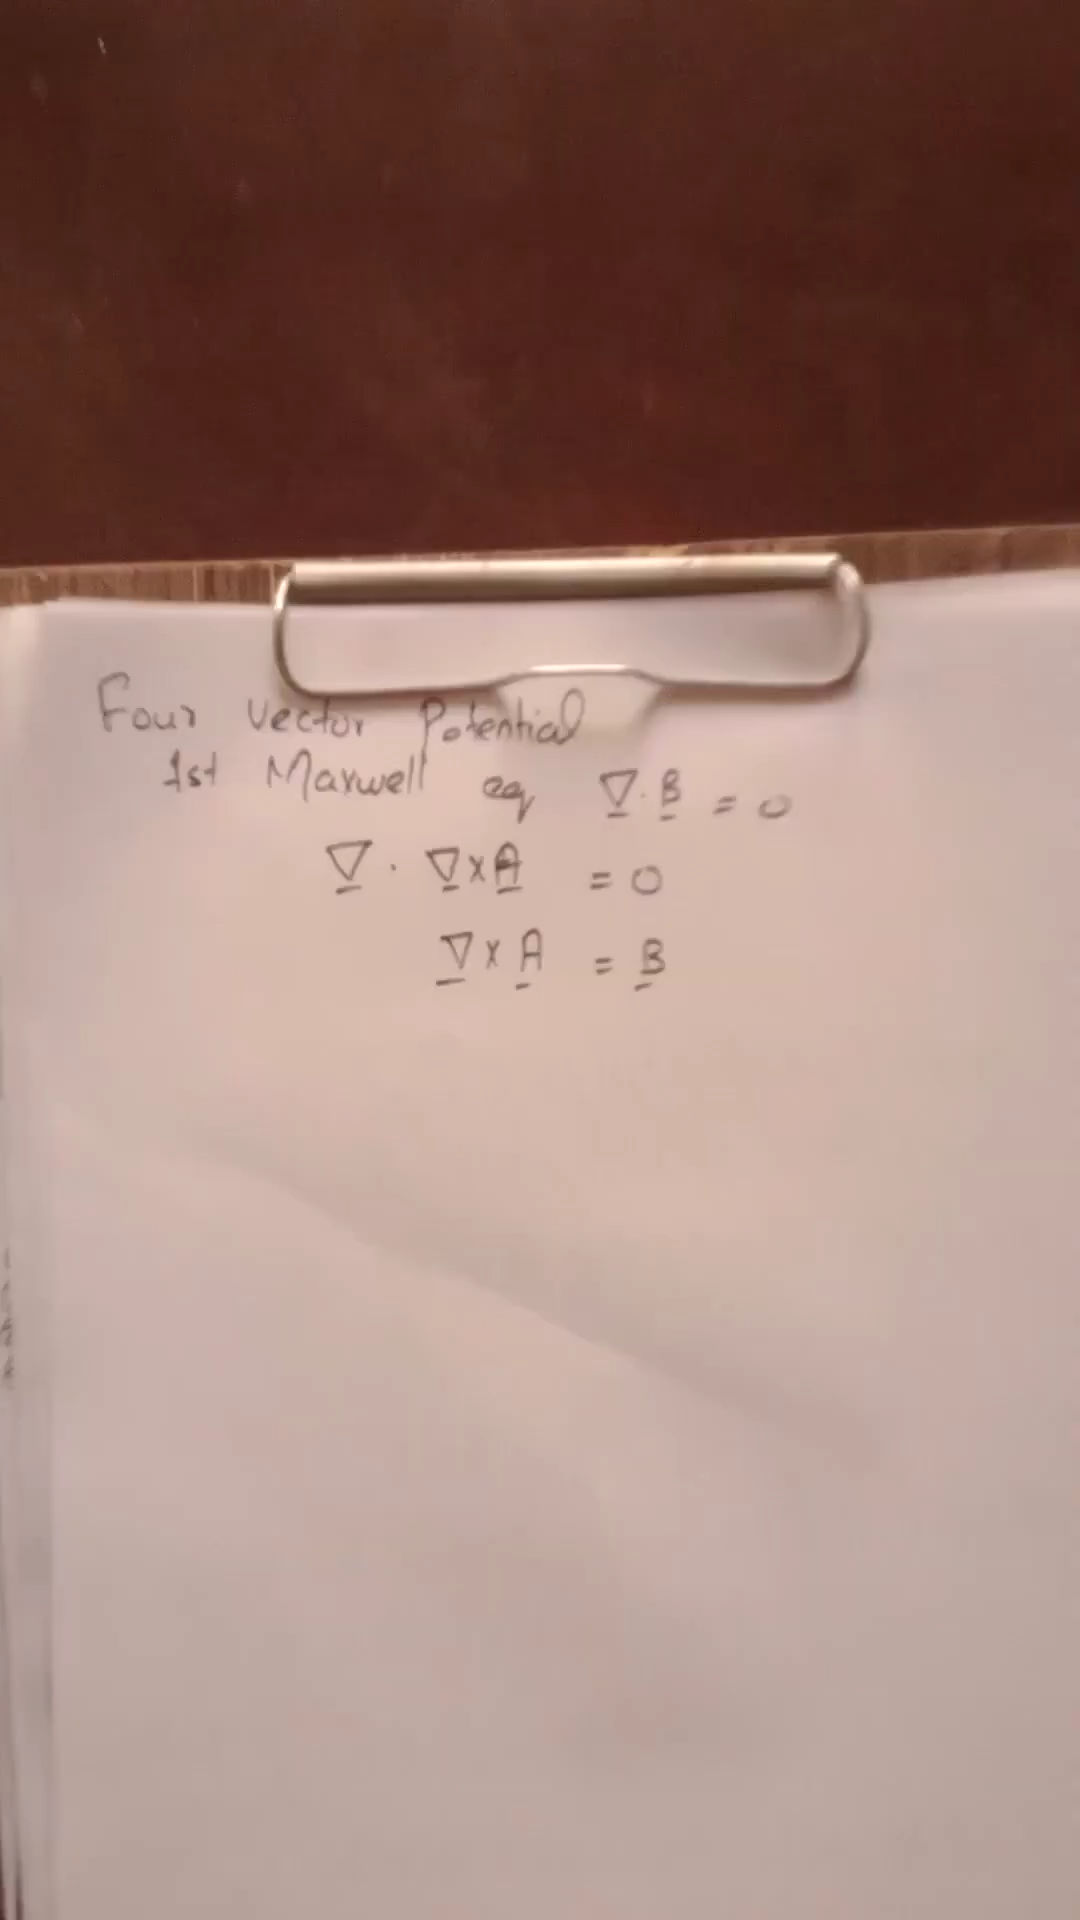 Four Vector Potential
1st Maxwell eq ∇·B = 0
∇·∇×A = 0
∇×A = B